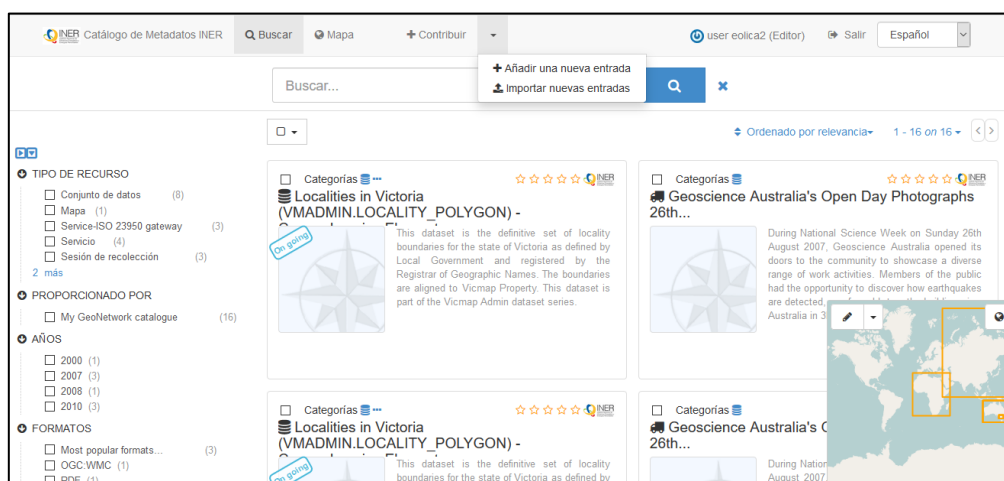 INER Catálogo de Metadatos INER Buscar Mapa Contribuir user eolica2 (Editor) Salir Español
Añadir una nueva entrada
Importar nuevas entradas
Buscar...
Ordenado por relevancia 1 - 16 on 16
TIPO DE RECURSO
Conjunto de datos (8)
Mapa (1)
Service-ISO 23950 gateway (3)
Servicio (4)
Sesión de recolección (3)
2 más
PROPORCIONADO POR
My GeoNetwork catalogue (16)
AÑOS
2000 (1)
2007 (3)
2008 (1)
2010 (3)
FORMATOS
Most popular formats... (3)
OGC:WMC (1)
Categorías INER
Localities in Victoria
(VMADMIN.LOCALITY_POLYGON) -
On going
This dataset is the definitive set of locality
boundaries for the state of Victoria as defined by
Local Government and registered by the
Registrar of Geographic Names. The boundaries
are aligned to Vicmap Property. This dataset is
part of the Vicmap Admin dataset series.
Categorías INER
Geoscience Australia's Open Day Photographs
26th...
During National Science Week on Sunday 26th
August 2007, Geoscience Australia opened its
doors to the community to showcase a diverse
range of work activities. Members of the public
had the opportunity to discover how earthquakes
are detected,
Australia in 3
Categorías INER
Localities in Victoria
(VMADMIN.LOCALITY_POLYGON) -
On going
This dataset is the definitive set of locality
boundaries for the state of Victoria as defined by
Categorías
Geoscience Australia's
26th...
During Nation
August 2007